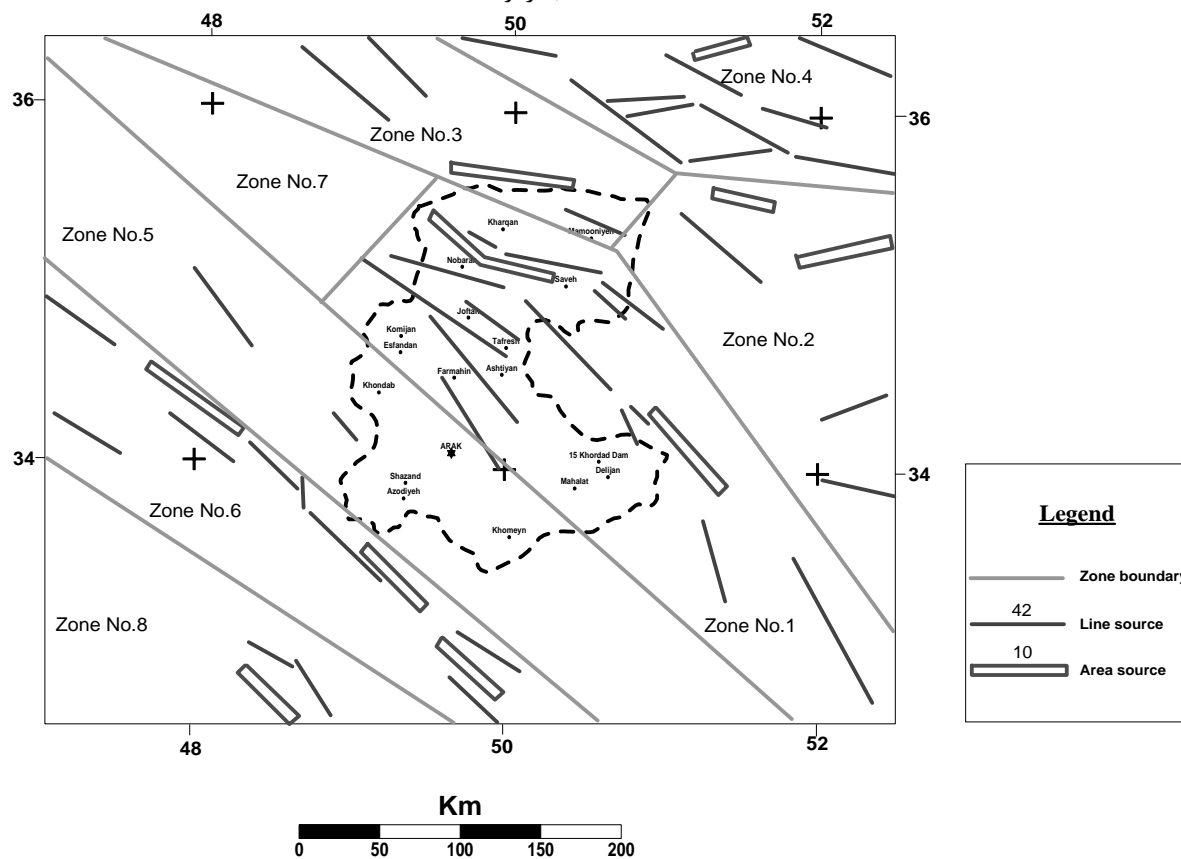 48
50
52
Zone No.4
36
36
Zone No.3
Zone No.7
Kharqan
Mamooniyeh
Zone No.5
Nobaran
Saveh
Joftan
Komijan
Esfandan
Tafresh
Zone No.2
Farmahin
Ashtiyan
Khondab
ARAK
15 Khordad Dam
34
34
Delijan
Shazand
Mahalat
Azodiyeh
Zone No.6
Khomeyn
Zone No.8
Zone No.1
48
50
52
Legend
Zone boundary
42
Line source
10
Area source
Km
0 50 100 150 200